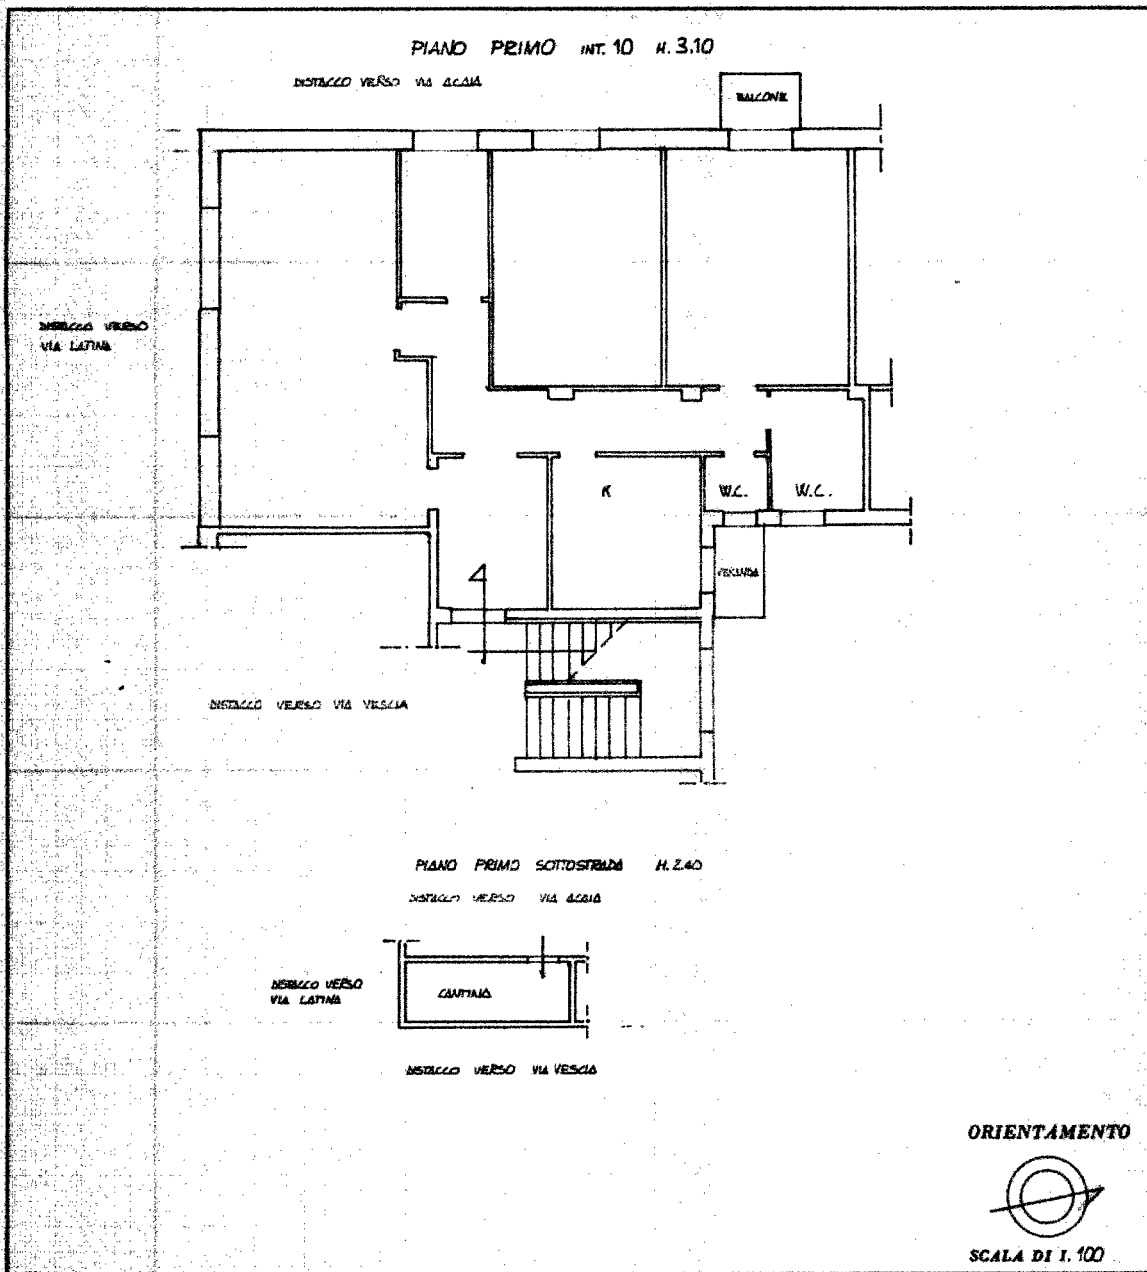 PIANO PRIMO INT. 10 H. 3.10
DISTACCO VERSO VIA ACAIA
BALCONE
DISTACCO VERSO
VIA LATINA
K
W.C.
W.C.
VERANDA
DISTACCO VERSO VIA VESCIA
PIANO PRIMO SOTTOSTRADA H. 2.40
DISTACCO VERSO VIA ACAIA
DISTACCO VERSO
VIA LATINA
CANTINA
DISTACCO VERSO VIA VESCIA
ORIENTAMENTO
SCALA DI 1. 100